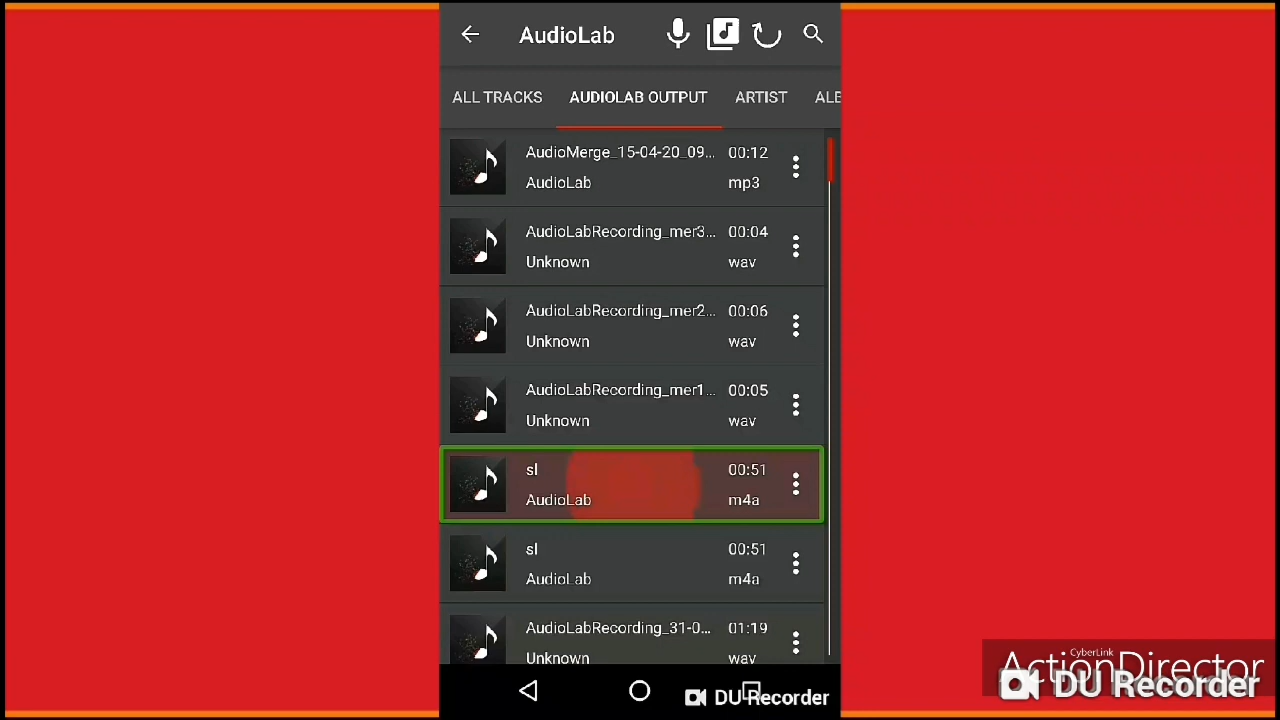 AudioLab
ALL TRACKS AUDIOLAB OUTPUT ARTIST ALE
AudioMerge_15-04-20_09... 00:12
AudioLab mp3
AudioLabRecording_mer3... 00:04
Unknown wav
AudioLabRecording_mer2... 00:06
Unknown wav
AudioLabRecording_mer1... 00:05
Unknown wav
sl 00:51
AudioLab m4a
sl 00:51
AudioLab m4a
AudioLabRecording_31-0... 01:19
Unknown wav
DU Recorder
CyberLink
ActionDirector
DU Recorder